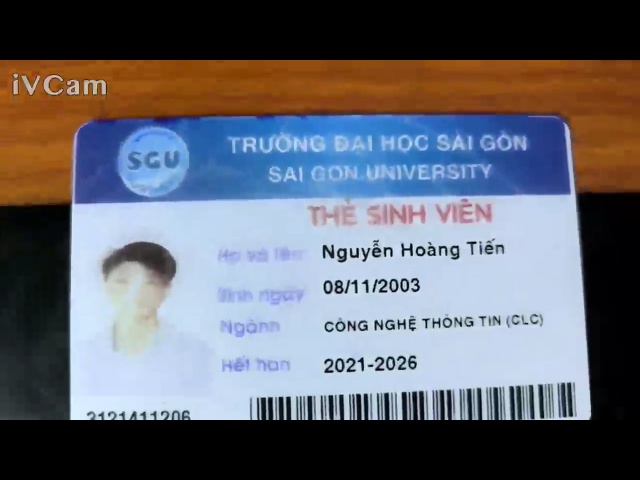 iVCam
SGU
TRƯỜNG ĐẠI HỌC SÀI GÒN
SAI GON UNIVERSITY
THẺ SINH VIÊN
Họ và tên Nguyễn Hoàng Tiến
Sinh ngày 08/11/2003
Ngành CÔNG NGHỆ THÔNG TIN (CLC)
Hết hạn 2021-2026
3121411206